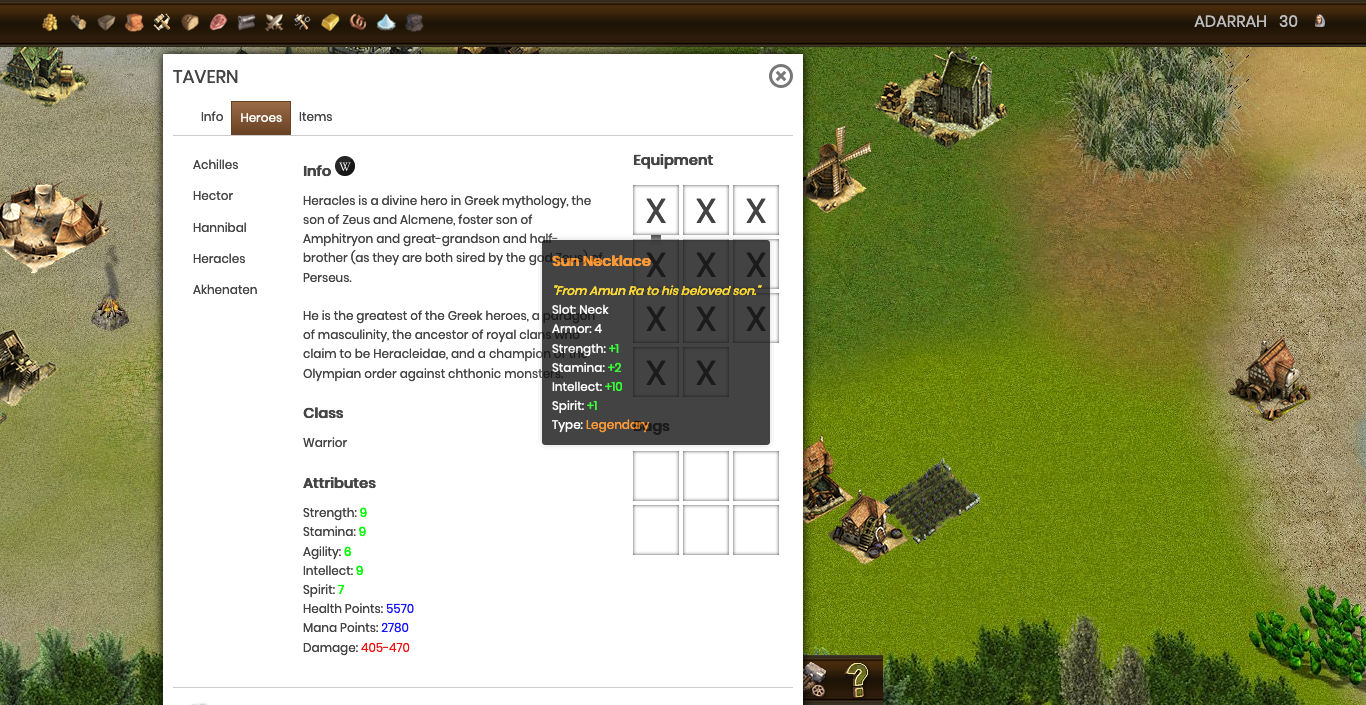 ADARRAH 30
TAVERN
Info Heroes Items
Achilles
Hector
Hannibal
Heracles
Akhenaten
Info W
Heracles is a divine hero in Greek mythology, the
son of Zeus and Alcmene, foster son of
Amphitryon and great-grandson and half-
brother (as they are both sired by the god
Perseus.
He is the greatest of the Greek heroes, a paragon
of masculinity, the ancestor of royal clans who
claim to be Heracleidae, and a champion of the
Olympian order against chthonic monsters.
Class
Warrior
Attributes
Strength: 9
Stamina: 9
Agility: 6
Intellect: 9
Spirit: 7
Health Points: 5570
Mana Points: 2780
Damage: 405-470
Equipment
X X X
X X X
X X X
X X
Sun Necklace
"From Amun Ra to his beloved son."
Slot: Neck
Armor: 4
Strength: +1
Stamina: +2
Intellect: +10
Spirit: +1
Type: Legendary
?